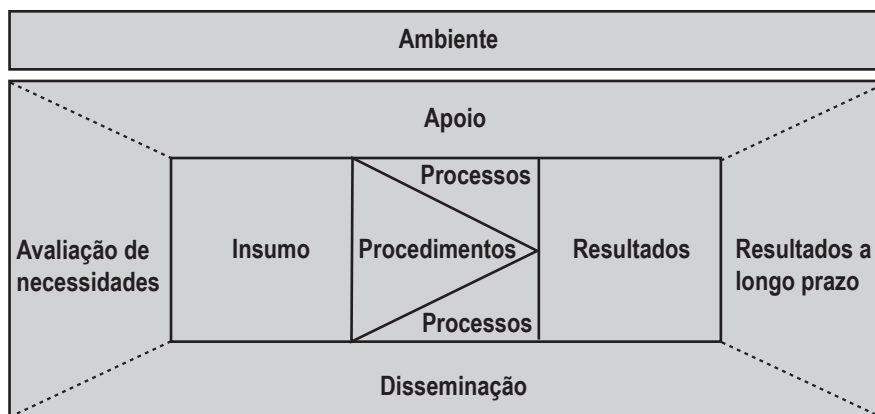 Ambiente
Apoio
Processos
Avaliação de
necessidades
Insumo
Procedimentos
Resultados
Resultados a
longo prazo
Processos
Disseminação